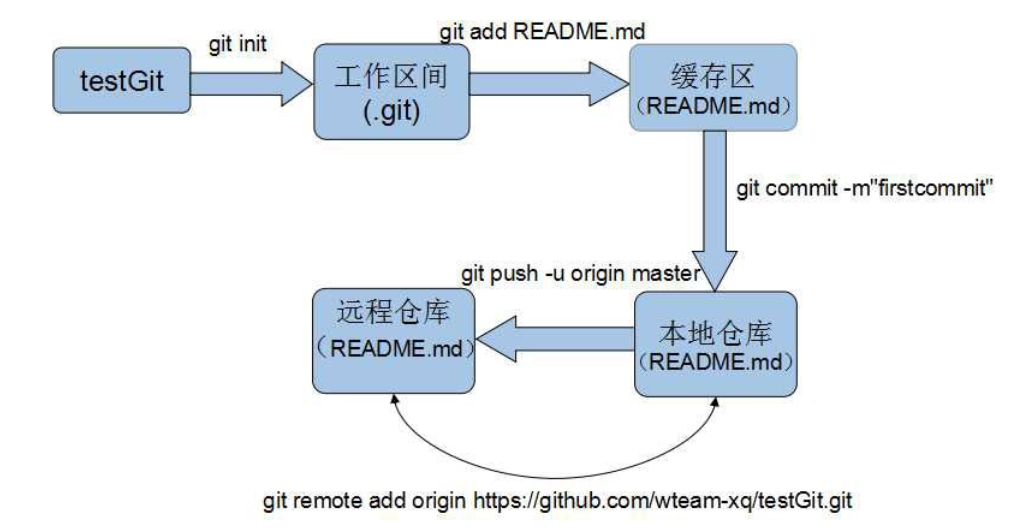 git init
git add README.md
testGit
工作区间
(.git)
缓存区
（README.md）
git commit -m"firstcommit"
git push -u origin master
远程仓库
（README.md）
本地仓库
（README.md）
git remote add origin https://github.com/wteam-xq/testGit.git